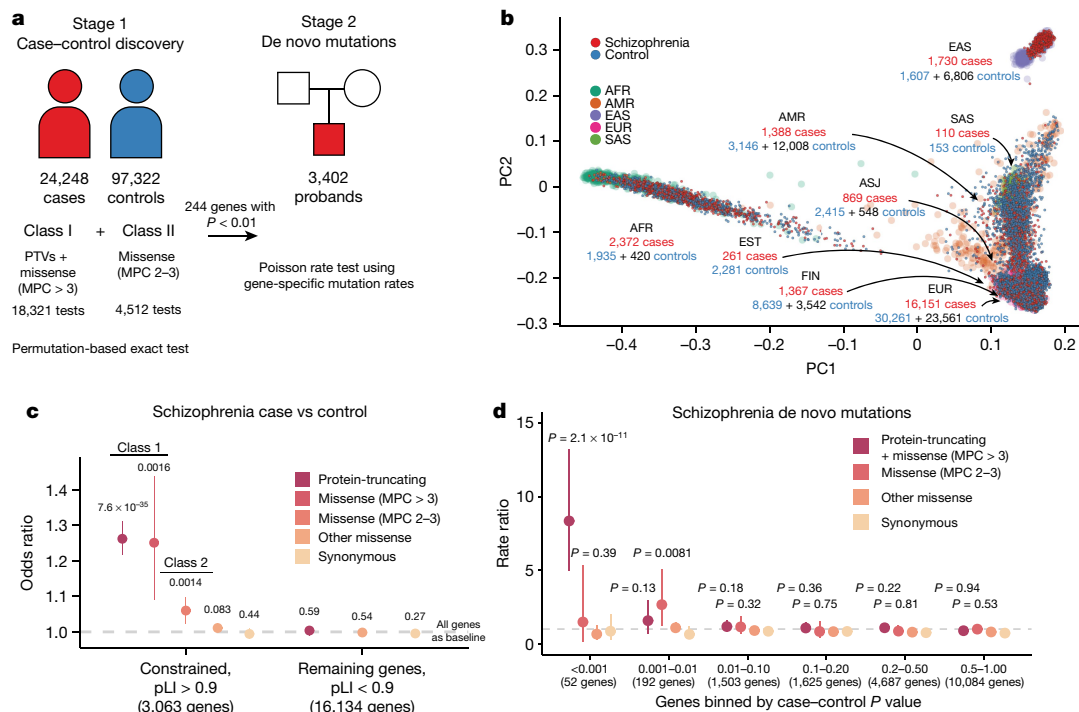 a
Stage 1
Case–control discovery
Stage 2
De novo mutations
24,248
cases
97,322
controls
3,402
probands
244 genes with
P < 0.01
Class I + Class II
PTVs +
missense
(MPC > 3)
Missense
(MPC 2–3)
18,321 tests
4,512 tests
Poisson rate test using
gene-specific mutation rates
Permutation-based exact test
b
Schizophrenia
Control
AFR
AMR
EAS
EUR
SAS
EAS
1,730 cases
1,607 + 6,806 controls
AMR
1,388 cases
3,146 + 12,008 controls
SAS
110 cases
153 controls
ASJ
869 cases
2,415 + 548 controls
AFR
2,372 cases
1,935 + 420 controls
EST
261 cases
2,281 controls
FIN
1,367 cases
8,639 + 3,542 controls
EUR
16,151 cases
30,261 + 23,561 controls
PC2
0.3
0.2
0.1
0
−0.1
−0.2
−0.3
−0.4 −0.3 −0.2 −0.1 0 0.1 0.2
PC1
c
Schizophrenia case vs control
Class 1
0.0016
7.6 × 10−35
Class 2
0.0014
0.083
0.44
0.59
0.54
0.27
Protein-truncating
Missense (MPC > 3)
Missense (MPC 2–3)
Other missense
Synonymous
All genes
as baseline
Odds ratio
1.4
1.3
1.2
1.1
1.0
Constrained,
pLI > 0.9
(3,063 genes)
Remaining genes,
pLI < 0.9
(16,134 genes)
d
Schizophrenia de novo mutations
P = 2.1 × 10−11
P = 0.39
P = 0.13
P = 0.0081
P = 0.18
P = 0.32
P = 0.36
P = 0.75
P = 0.22
P = 0.81
P = 0.94
P = 0.53
Protein-truncating
+ missense (MPC > 3)
Missense (MPC 2–3)
Other missense
Synonymous
Rate ratio
15
10
5
0
<0.001 0.001–0.01 0.01–0.10 0.1–0.20 0.2–0.50 0.5–1.00
(52 genes) (192 genes) (1,503 genes) (1,625 genes) (4,687 genes) (10,084 genes)
Genes binned by case–control P value